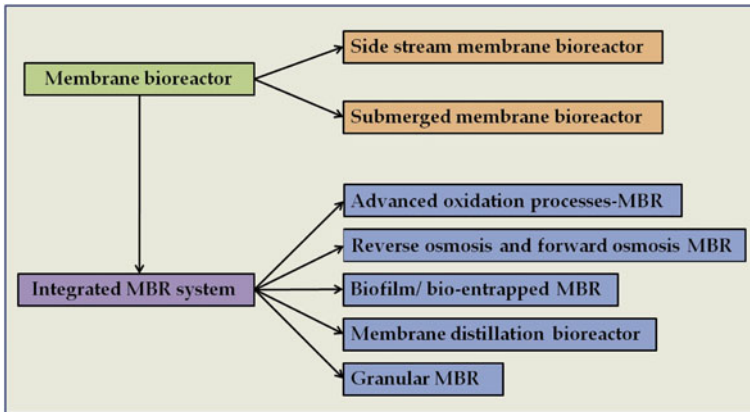 Membrane bioreactor
Side stream membrane bioreactor
Submerged membrane bioreactor
Integrated MBR system
Advanced oxidation processes-MBR
Reverse osmosis and forward osmosis MBR
Biofilm/ bio-entrapped MBR
Membrane distillation bioreactor
Granular MBR